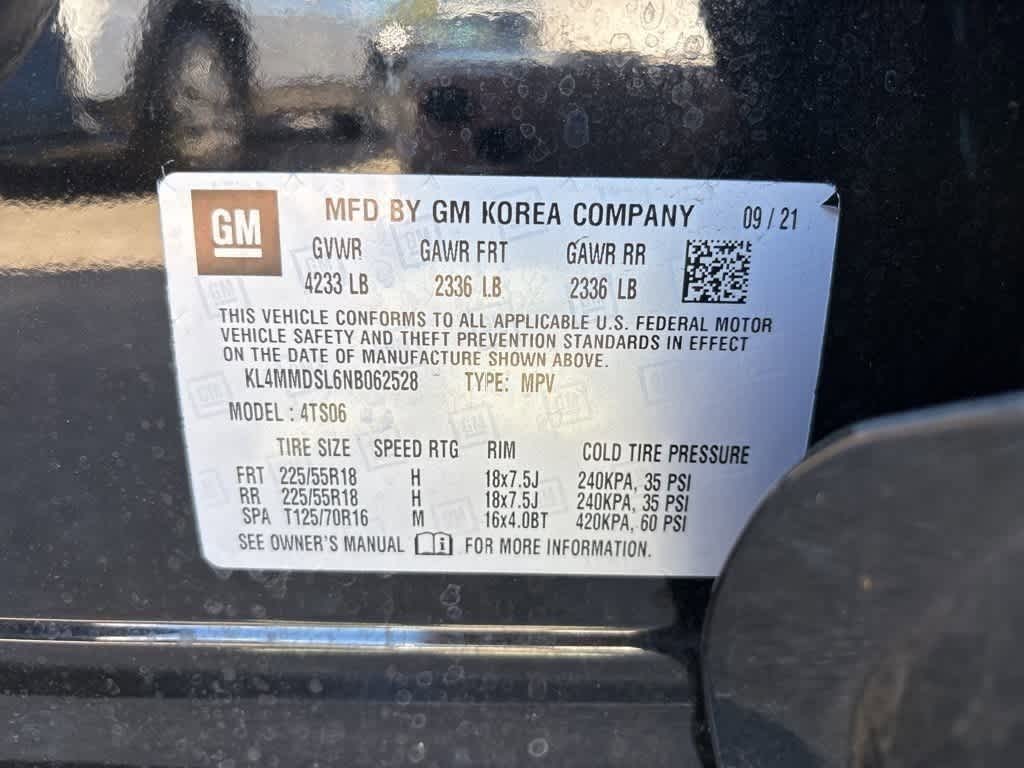 GM MFD BY GM KOREA COMPANY 09 / 21
GVWR GAWR FRT GAWR RR
4233 LB 2336 LB 2336 LB
THIS VEHICLE CONFORMS TO ALL APPLICABLE U.S. FEDERAL MOTOR
VEHICLE SAFETY AND THEFT PREVENTION STANDARDS IN EFFECT
ON THE DATE OF MANUFACTURE SHOWN ABOVE.
KL4MMDSL6NB062528 TYPE: MPV
MODEL : 4TS06
TIRE SIZE SPEED RTG RIM COLD TIRE PRESSURE
FRT 225/55R18 H 18x7.5J 240KPA, 35 PSI
RR 225/55R18 H 18x7.5J 240KPA, 35 PSI
SPA T125/70R16 M 16x4.0BT 420KPA, 60 PSI
SEE OWNER'S MANUAL i FOR MORE INFORMATION.